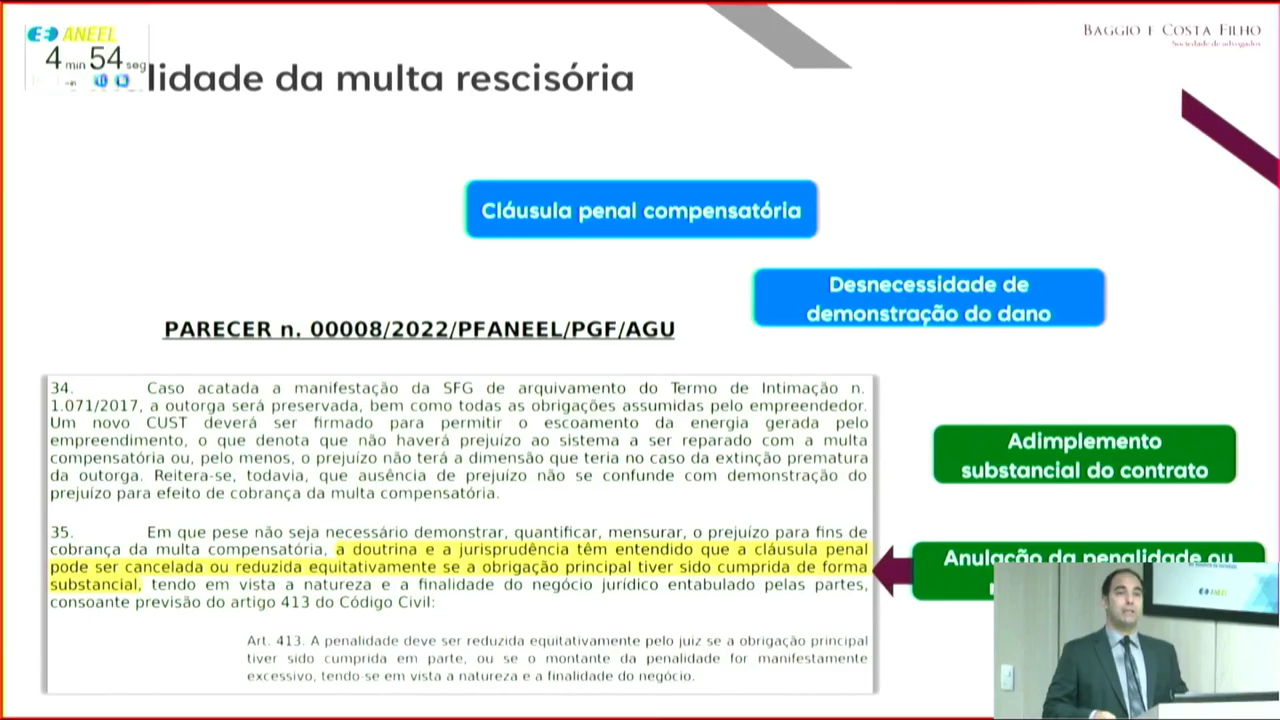 ANEEL
4 min 54 seg
BAGGIO E COSTA FILHO
Sociedade de advogados
lidade da multa rescisória
Cláusula penal compensatória
Desnecessidade de
demonstração do dano
PARECER n. 00008/2022/PFANEEL/PGF/AGU
34. Caso acatada a manifestação da SFG de arquivamento do Termo de Intimação n.
1.071/2017, a outorga será preservada, bem como todas as obrigações assumidas pelo empreendedor.
Um novo CUST deverá ser firmado para permitir o escoamento da energia gerada pelo
empreendimento, o que denota que não haverá prejuízo ao sistema a ser reparado com a multa
compensatória ou, pelo menos, o prejuízo não terá a dimensão que teria no caso da extinção prematura
da outorga. Reitera-se, todavia, que ausência de prejuízo não se confunde com demonstração do
prejuízo para efeito de cobrança da multa compensatória.
Adimplemento
substancial do contrato
35. Em que pese não seja necessário demonstrar, quantificar, mensurar, o prejuízo para fins de
cobrança da multa compensatória, a doutrina e a jurisprudência têm entendido que a cláusula penal
pode ser cancelada ou reduzida equitativamente se a obrigação principal tiver sido cumprida de forma
substancial, tendo em vista a natureza e a finalidade do negócio jurídico entabulado pelas partes,
consoante previsão do artigo 413 do Código Civil:
Anulação da penalidade ou
Art. 413. A penalidade deve ser reduzida equitativamente pelo juiz se a obrigação principal
tiver sido cumprida em parte, ou se o montante da penalidade for manifestamente
excessivo, tendo-se em vista a natureza e a finalidade do negócio.
ANEEL